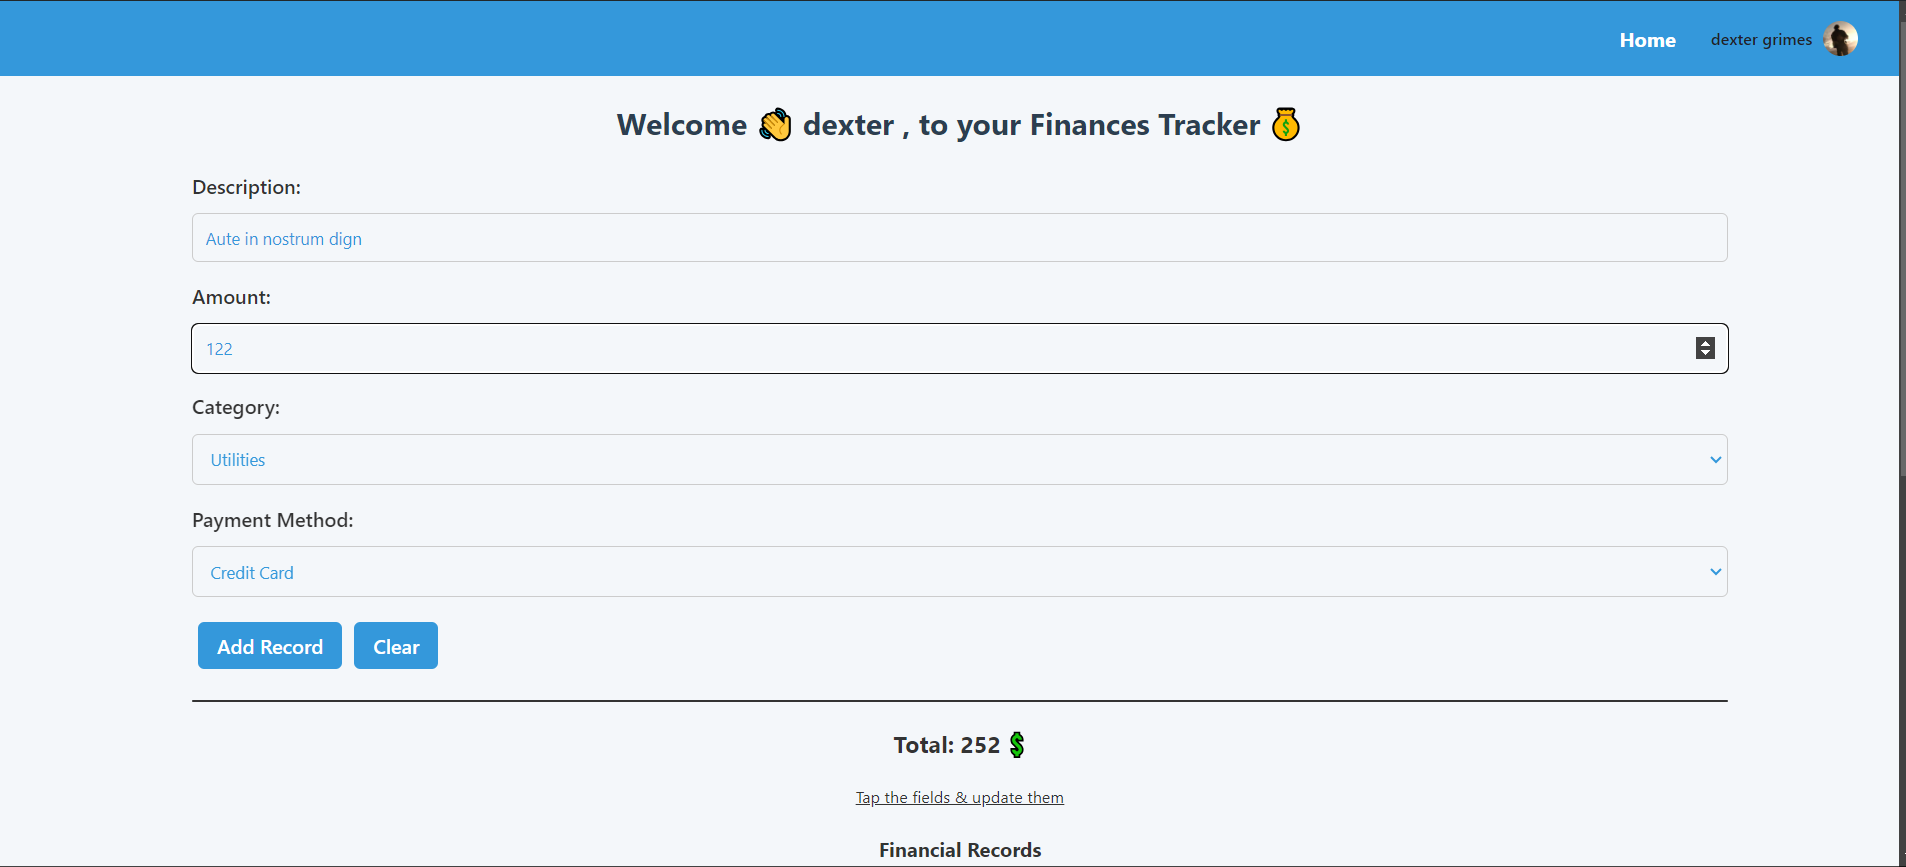 Home dexter grimes
Welcome 👋 dexter , to your Finances Tracker 💰
Description:
Aute in nostrum dign
Amount:
122
Category:
Utilities
Payment Method:
Credit Card
Add Record Clear
Total: 252 💲
Tap the fields & update them
Financial Records